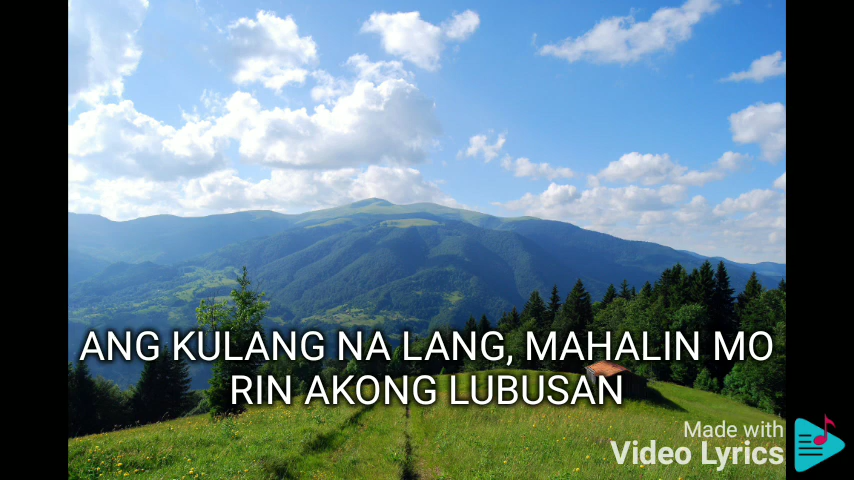 ANG KULANG NA LANG, MAHALIN MO
RIN AKONG LUBUSAN
Made with
Video Lyrics